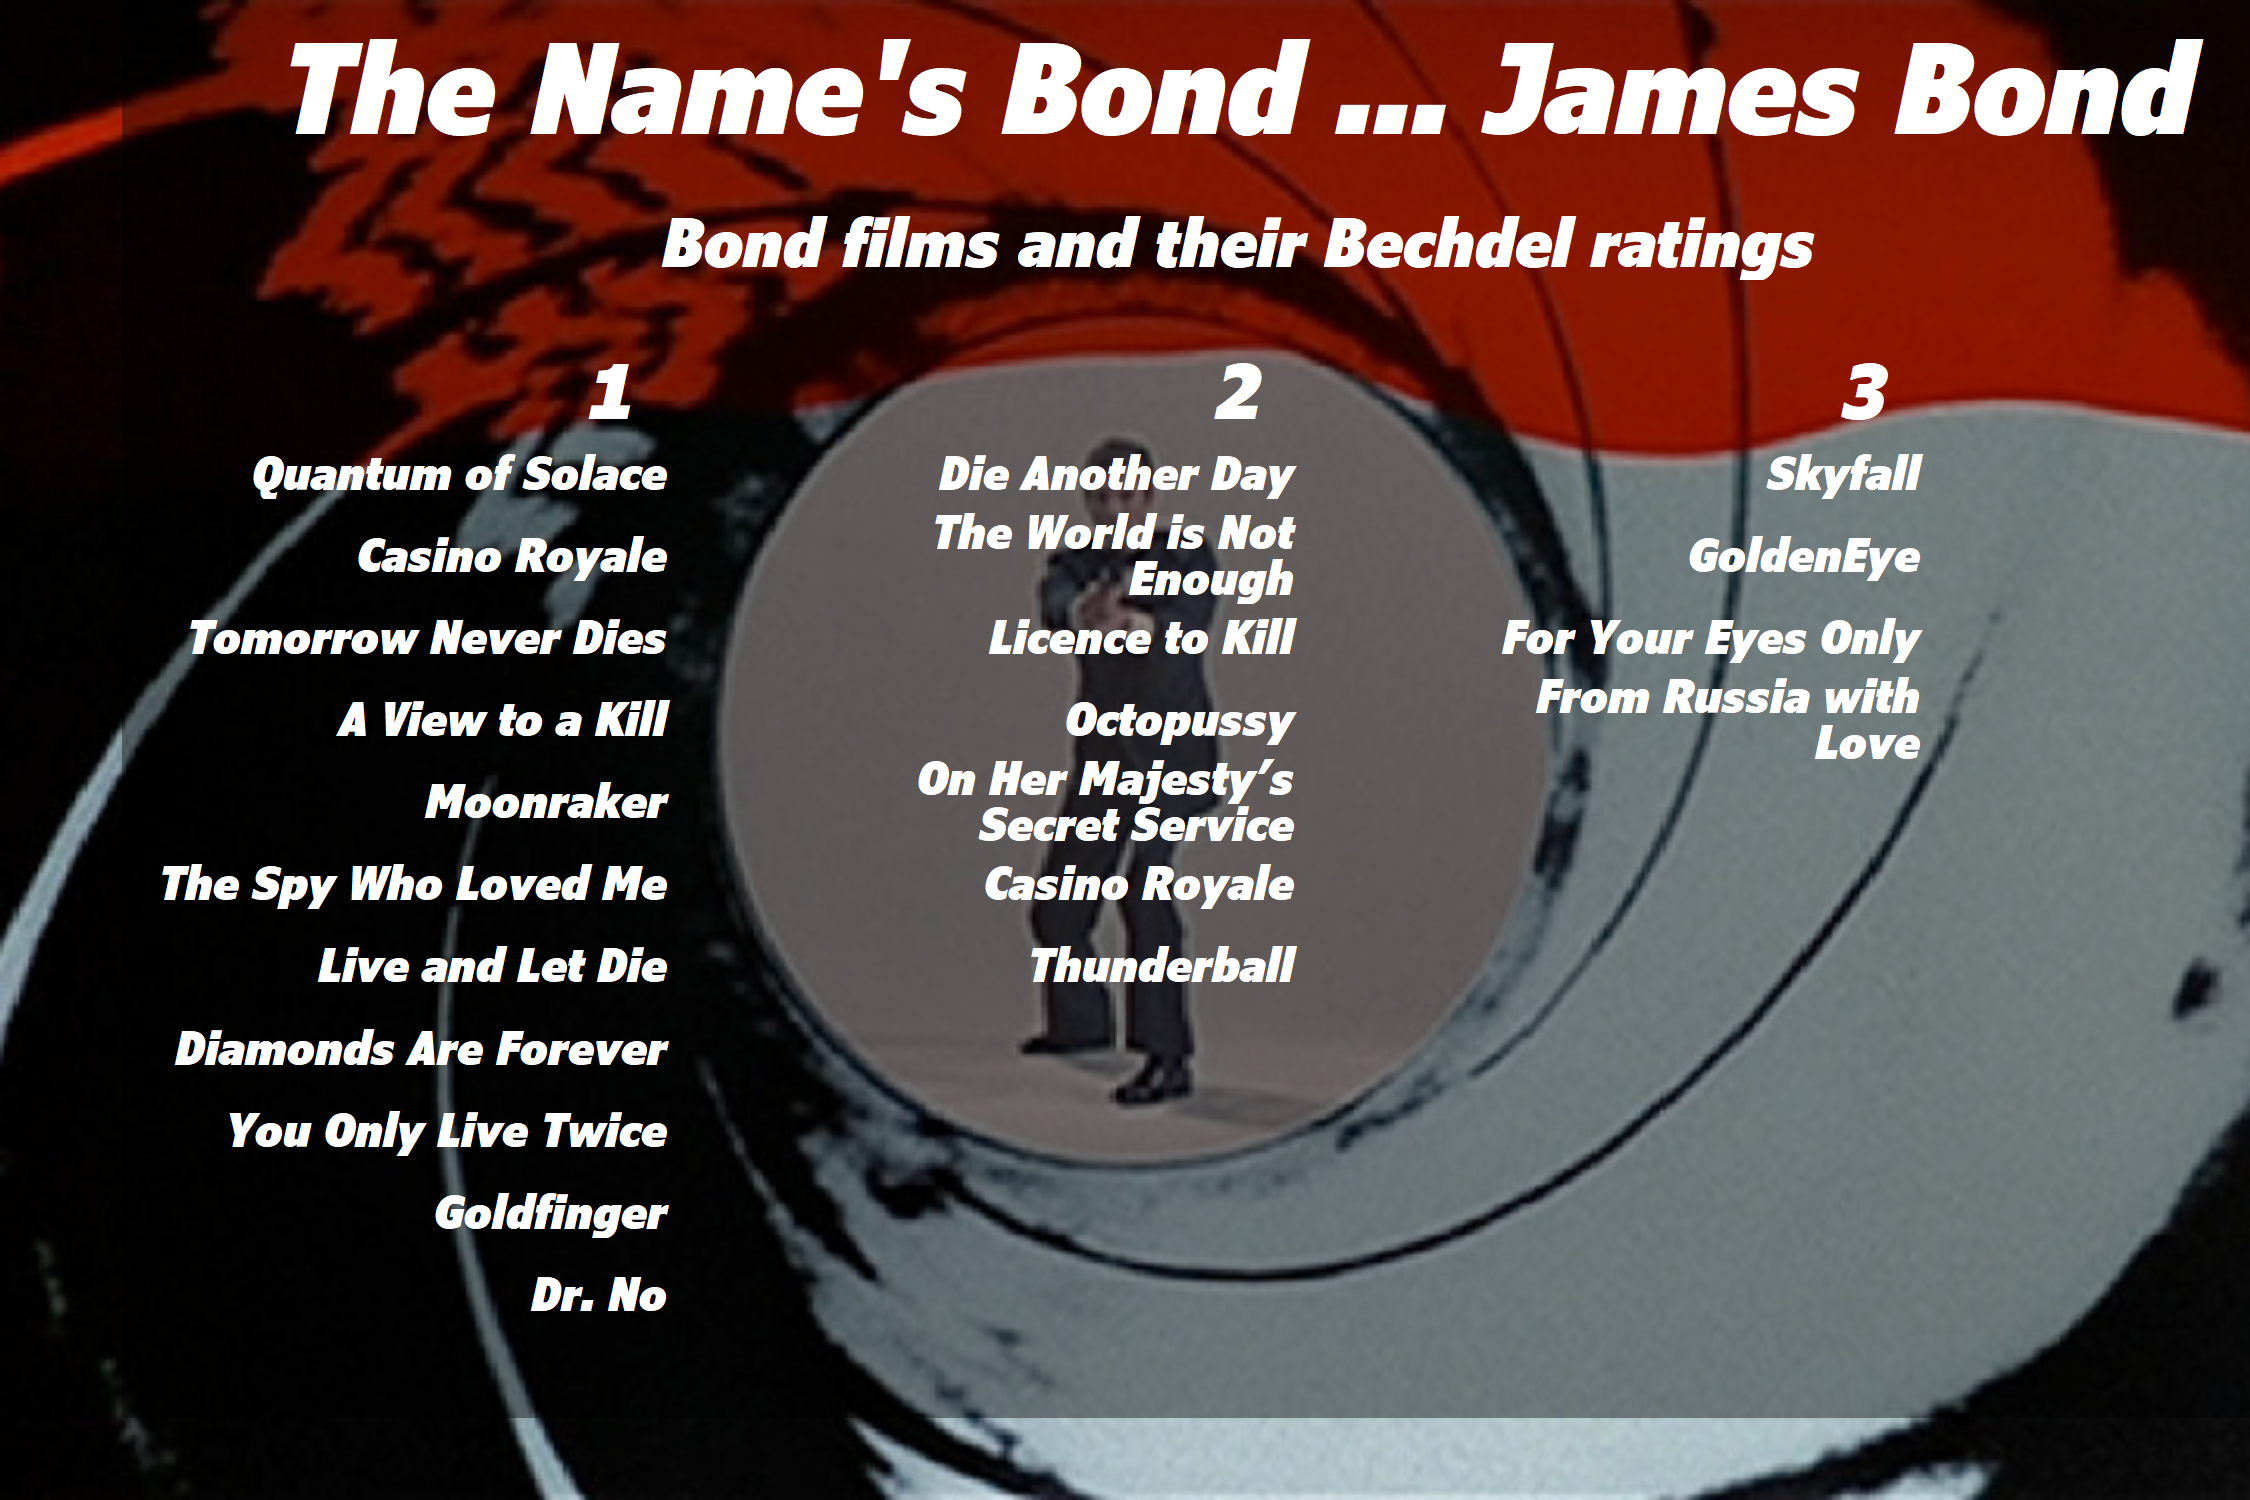 The Name's Bond ... James Bond
Bond films and their Bechdel ratings
1
Quantum of Solace
Casino Royale
Tomorrow Never Dies
A View to a Kill
Moonraker
The Spy Who Loved Me
Live and Let Die
Diamonds Are Forever
You Only Live Twice
Goldfinger
Dr. No
2
Die Another Day
The World is Not
Enough
Licence to Kill
Octopussy
On Her Majesty’s
Secret Service
Casino Royale
Thunderball
3
Skyfall
GoldenEye
For Your Eyes Only
From Russia with
Love